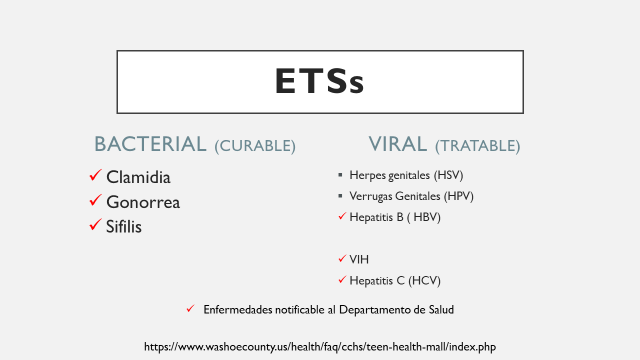 ETSs
BACTERIAL (CURABLE)
✓ Clamidia
✓ Gonorrea
✓ Sifilis
VIRAL (TRATABLE)
▪ Herpes genitales (HSV)
▪ Verrugas Genitales (HPV)
✓ Hepatitis B ( HBV)
✓ VIH
✓ Hepatitis C (HCV)
✓ Enfermedades notificable al Departamento de Salud
https://www.washoecounty.us/health/faq/cchs/teen-health-mall/index.php